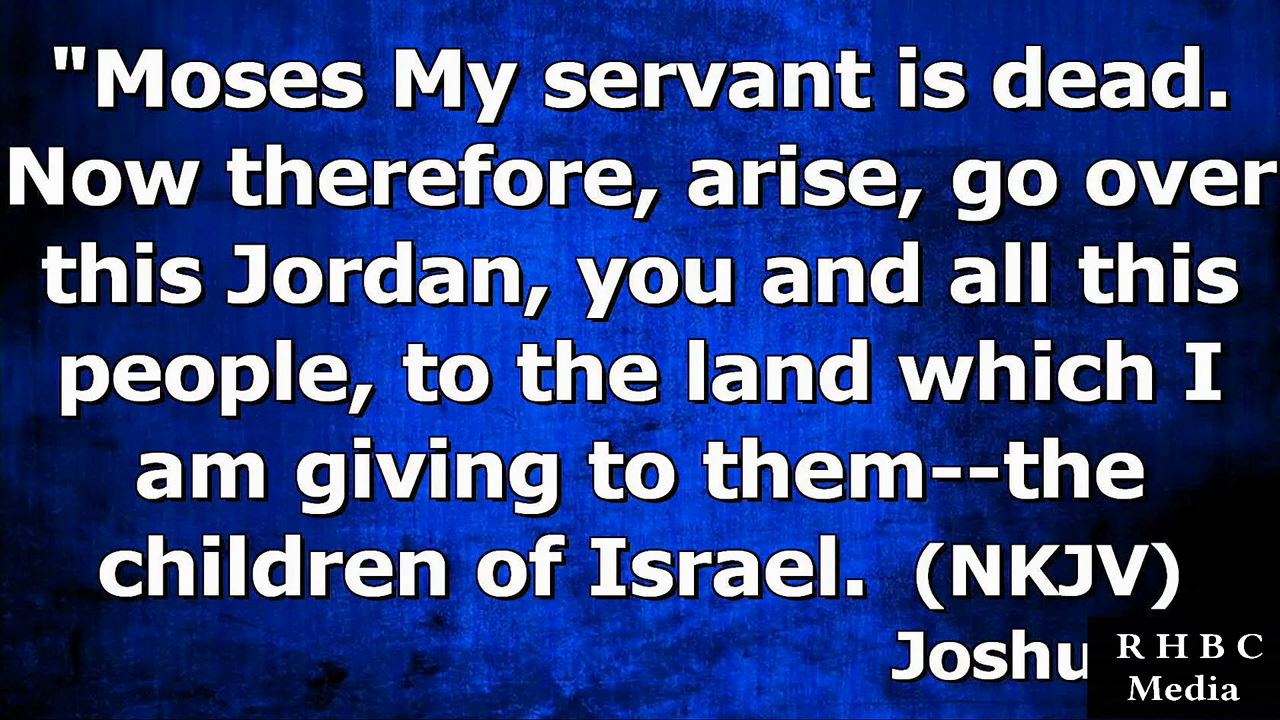 "Moses My servant is dead.
Now therefore, arise, go over
this Jordan, you and all this
people, to the land which I
am giving to them--the
children of Israel. (NKJV)
Joshu
R H B C
Media